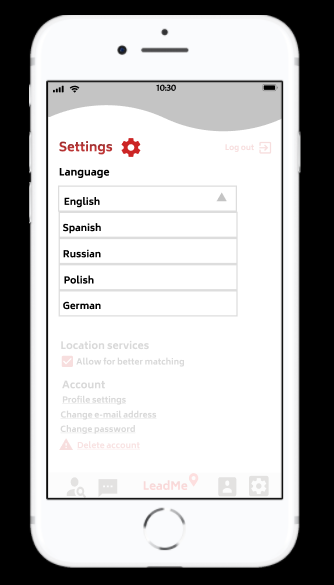 10:30
Settings
Log out
Language
English
Spanish
Russian
Polish
German
Location services
Allow for better matching
Account
Profile settings
Change e-mail address
Change password
Delete account
LeadMe